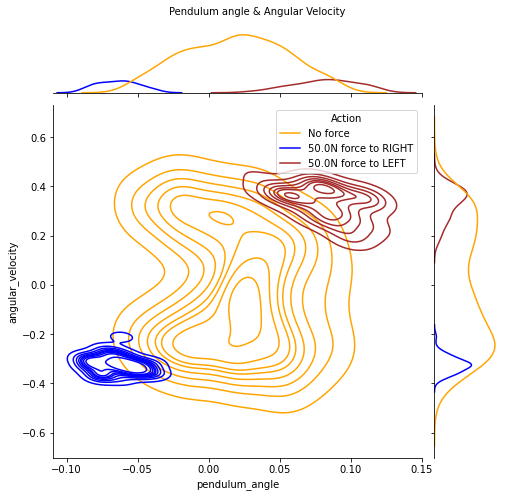 Pendulum angle & Angular Velocity
Action
No force
50.0N force to RIGHT
50.0N force to LEFT
0.6
0.4
0.2
0.0
−0.2
−0.4
−0.6
angular_velocity
−0.10
−0.05
0.00
0.05
0.10
0.15
pendulum_angle